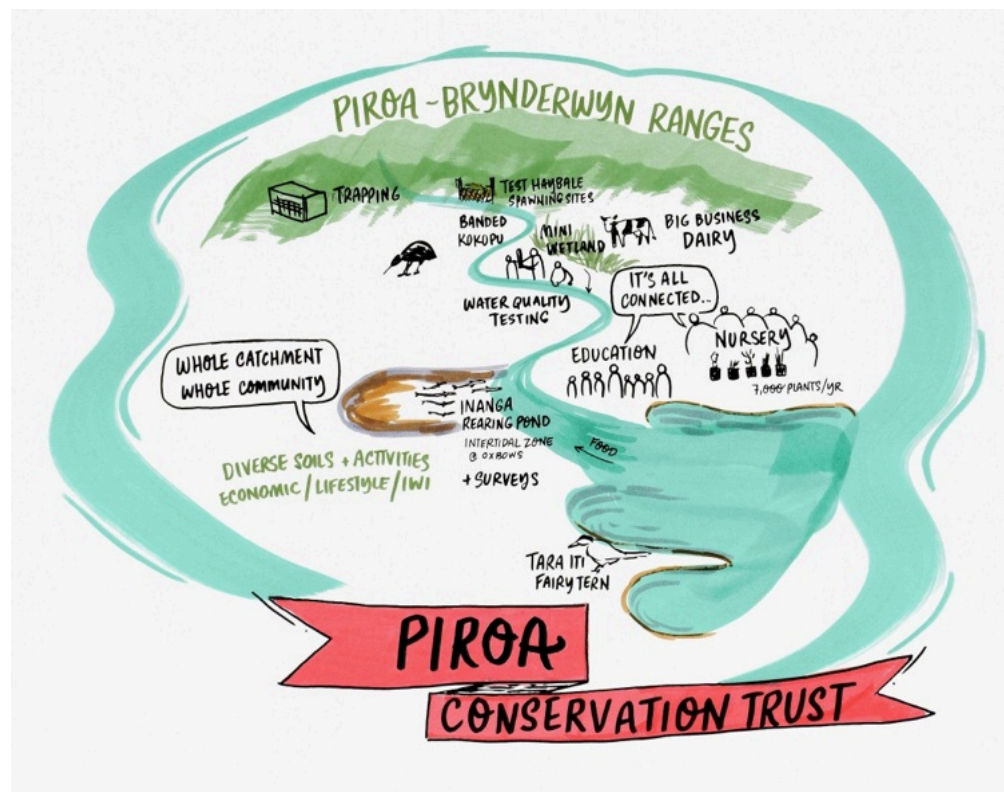 PIROA-BRYNDERWYN RANGES
TRAPPING
TEST HAYBALE
SPAWNING SITES
BANDED
KOKOPU
MINI
WETLAND
BIG BUSINESS
DAIRY
WATER QUALITY
TESTING
IT'S ALL
CONNECTED..
NURSERY
7,000 PLANTS/YR
EDUCATION
WHOLE CATCHMENT
WHOLE COMMUNITY
INANGA
REARING POND
INTERTIDAL ZONE
@ OXBOWS
+ SURVEYS
FOOD
DIVERSE SOILS + ACTIVITIES
ECONOMIC/LIFESTYLE/IWI
TARA ITI
FAIRY TERN
PIROA
CONSERVATION TRUST